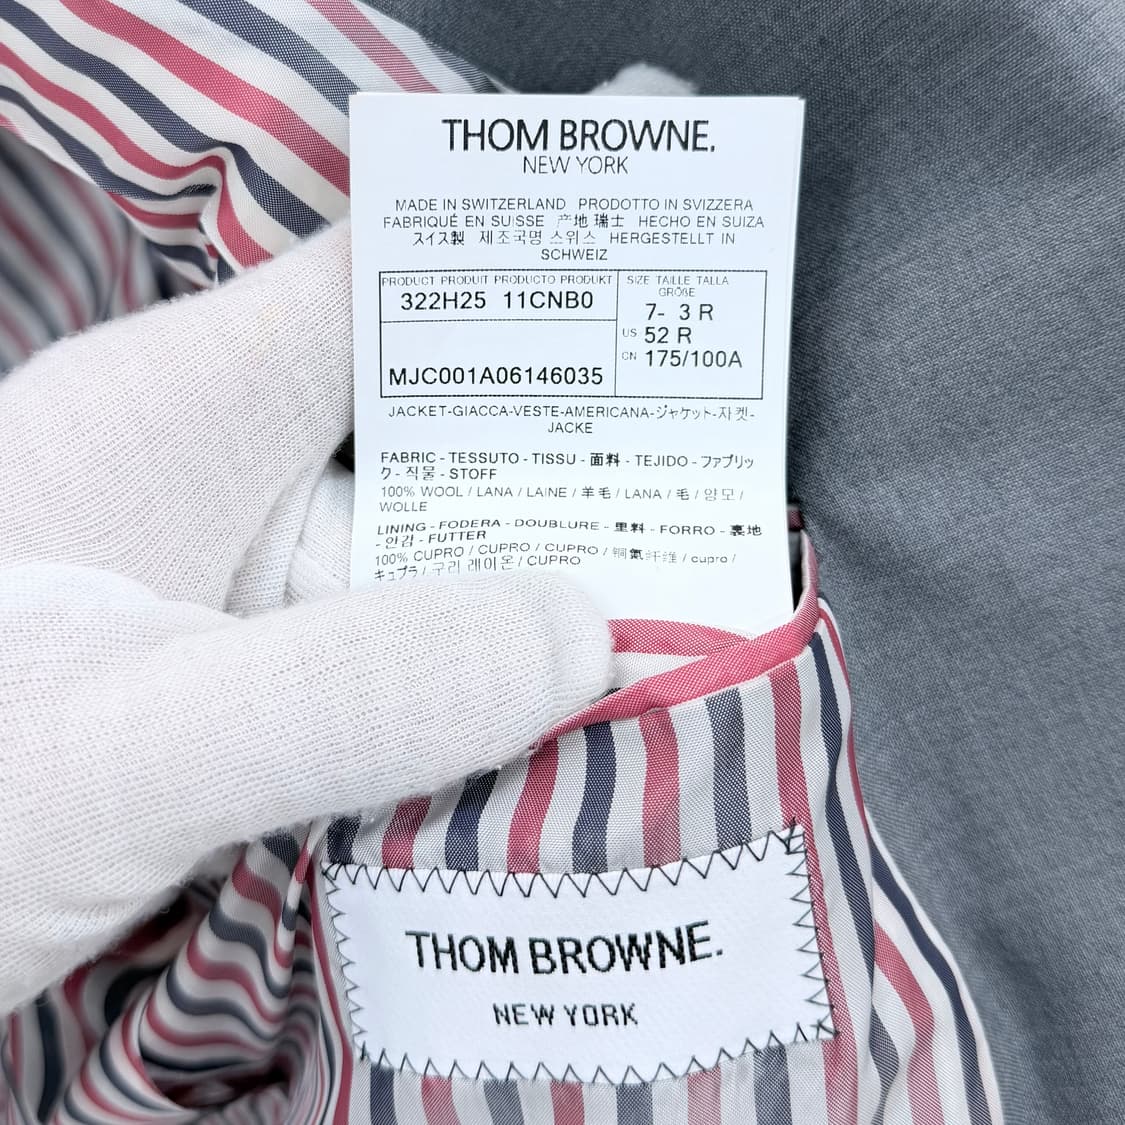 THOM BROWNE.
NEW YORK
MADE IN SWITZERLAND PRODOTTO IN SVIZZERA
FABRIQUÉ EN SUISSE 产地 瑞士 HECHO EN SUIZA
スイス製 제조국명 스위스 HERGESTELLT IN
SCHWEIZ
PRODUCT PRODUIT PRODUCTO PRODUKT
322H25 11CNB0
MJC001A06146035
SIZE TAILLE TALLA
GRÖßE
7- 3 R
US 52 R
CN 175/100A
JACKET-GIACCA-VESTE-AMERICANA-ジャケット-자켓-
JACKE
FABRIC - TESSUTO - TISSU - 面料 - TEJIDO - ファブリッ
ク - 직물 - STOFF
100% WOOL / LANA / LAINE / 羊毛 / LANA / 毛 / 양모 /
WOLLE
LINING - FODERA - DOUBLURE - 里料 - FORRO - 裏地
- 안감 - FUTTER
100% CUPRO / CUPRO / CUPRO / 铜氨纤维 / cupro /
キュプラ / 구리 레이온 / CUPRO
THOM BROWNE.
NEW YORK